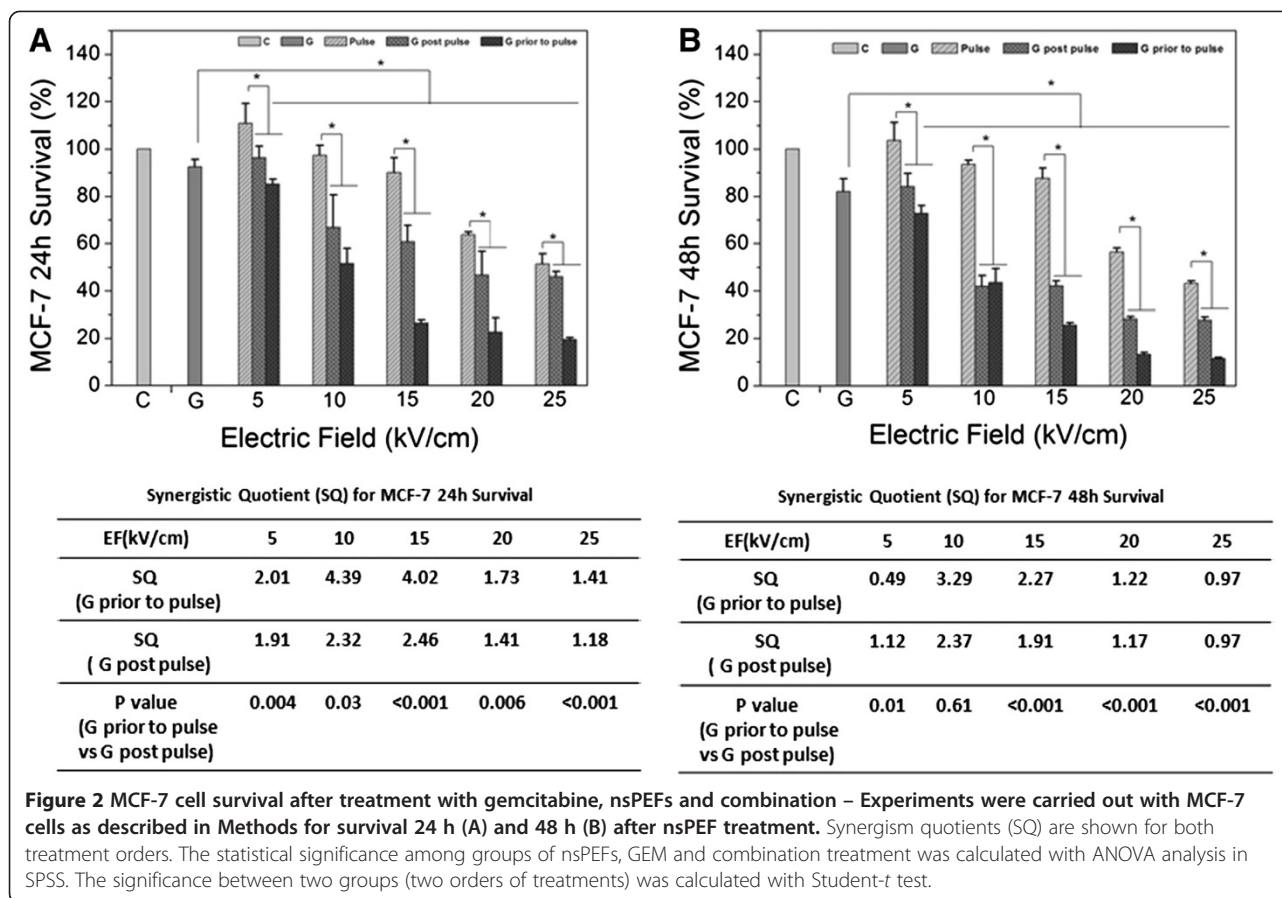 A
140
120
100
80
60
40
20
0
MCF-7 24h Survival (%)
C G Pulse G post pulse G prior to pulse
*
*
*
*
*
*
C G 5 10 15 20 25
Electric Field (kV/cm)
B
140
120
100
80
60
40
20
0
MCF-7 48h Survival (%)
C G Pulse G post pulse G prior to pulse
*
*
*
*
*
*
C G 5 10 15 20 25
Electric Field (kV/cm)
Synergistic Quotient (SQ) for MCF-7 24h Survival
EF(kV/cm) 5 10 15 20 25
SQ 2.01 4.39 4.02 1.73 1.41
(G prior to pulse)
SQ 1.91 2.32 2.46 1.41 1.18
( G post pulse)
P value 0.004 0.03 <0.001 0.006 <0.001
(G prior to pulse
vs G post pulse)
Synergistic Quotient (SQ) for MCF-7 48h Survival
EF(kV/cm) 5 10 15 20 25
SQ 0.49 3.29 2.27 1.22 0.97
(G prior to pulse)
SQ 1.12 2.37 1.91 1.17 0.97
( G post pulse)
P value 0.01 0.61 <0.001 <0.001 <0.001
(G prior to pulse
vs G post pulse)
Figure 2 MCF-7 cell survival after treatment with gemcitabine, nsPEFs and combination – Experiments were carried out with MCF-7
cells as described in Methods for survival 24 h (A) and 48 h (B) after nsPEF treatment. Synergism quotients (SQ) are shown for both
treatment orders. The statistical significance among groups of nsPEFs, GEM and combination treatment was calculated with ANOVA analysis in
SPSS. The significance between two groups (two orders of treatments) was calculated with Student-t test.